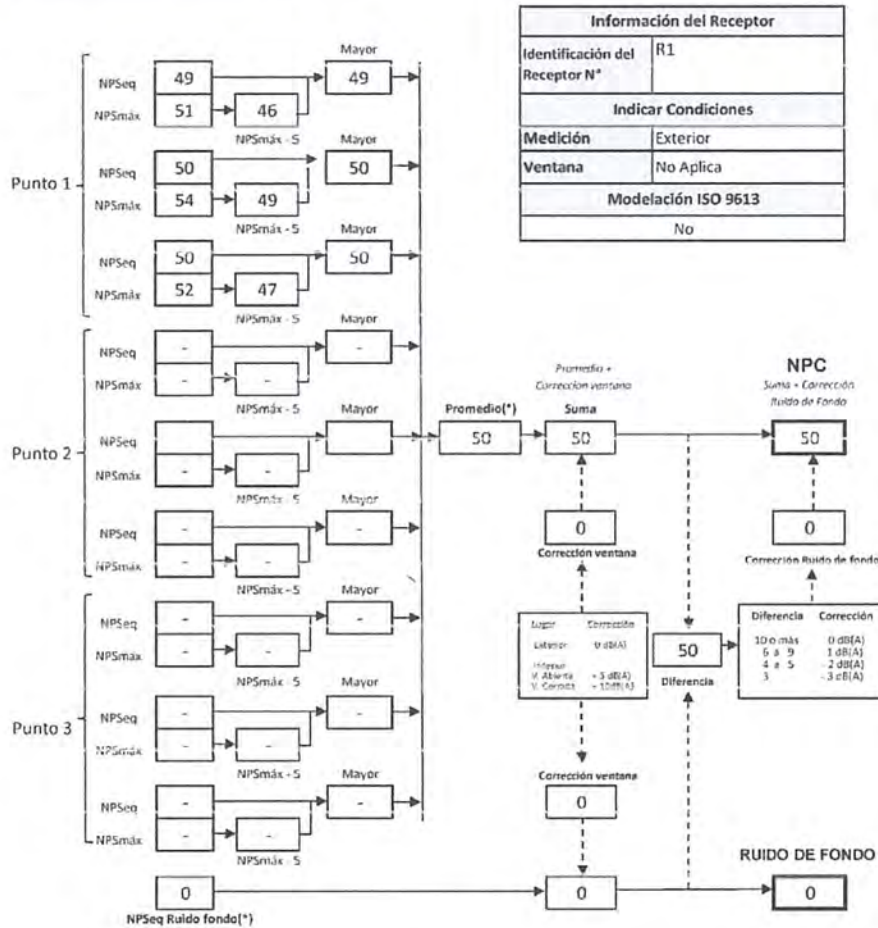 Información del Receptor
Identificación del Receptor N° R1
Indicar Condiciones
Medición Exterior
Ventana No Aplica
Modelación ISO 9613
No
Punto 1
Mayor
NPSeq 49 49
NPSmáx 51 46
NPSmáx - 5
Mayor
NPSeq 50 50
NPSmáx 54 49
NPSmáx - 5
Mayor
NPSeq 50 50
NPSmáx 52 47
NPSmáx - 5
Punto 2
Mayor
NPSeq - -
NPSmáx - -
NPSmáx - 5
Mayor
NPSeq
NPSmáx - -
NPSmáx - 5
Mayor
NPSeq - -
NPSmáx - -
NPSmáx - 5
Punto 3
Mayor
NPSeq - -
NPSmáx - -
NPSmáx - 5
Mayor
NPSeq - -
NPSmáx - -
NPSmáx - 5
Mayor
NPSeq - -
NPSmáx - -
NPSmáx - 5
0
NPSeq Ruido fondo(*)
Promedio(*)
50
Promedio +
Correccion ventana
Suma
50
0
Corrección ventana
Lugar Corrección
Exterior 0 dB(A)
Interior
V. Abierta + 5 dB(A)
V. Cerrada + 10dB(A)
Corrección ventana
0
0
50
Diferencia
NPC
Suma + Corrección
Ruido de Fondo
50
0
Corrección Ruido de fondo
Diferencia Corrección
10 o más 0 dB(A)
6 a 9 1 dB(A)
4 a 5 - 2 dB(A)
3 - 3 dB(A)
RUIDO DE FONDO
0